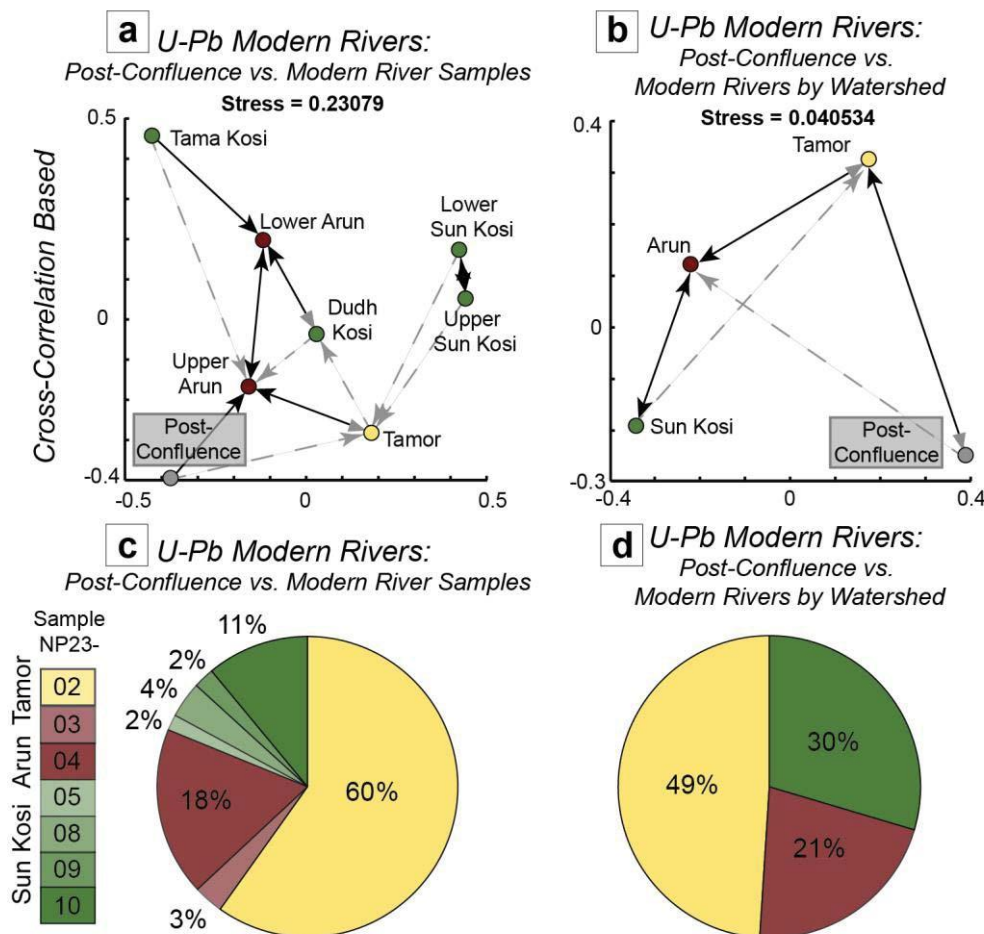 a
U-Pb Modern Rivers:
Post-Confluence vs. Modern River Samples
Stress = 0.23079
Cross-Correlation Based
0.5
0
-0.4
-0.5
0
0.5
Tama Kosi
Lower Arun
Lower
Sun Kosi
Dudh
Kosi
Upper
Sun Kosi
Upper
Arun
Post-
Confluence
Tamor
b
U-Pb Modern Rivers:
Post-Confluence vs.
Modern Rivers by Watershed
Stress = 0.040534
0.4
0
-0.3
-0.4
0
0.4
Tamor
Arun
Sun Kosi
Post-
Confluence
c
U-Pb Modern Rivers:
Post-Confluence vs. Modern River Samples
Sample
NP23-
02
03
04
05
08
09
10
Tamor
Arun
Sun Kosi
11%
2%
4%
2%
18%
3%
60%
d
U-Pb Modern Rivers:
Post-Confluence vs.
Modern Rivers by Watershed
49%
30%
21%